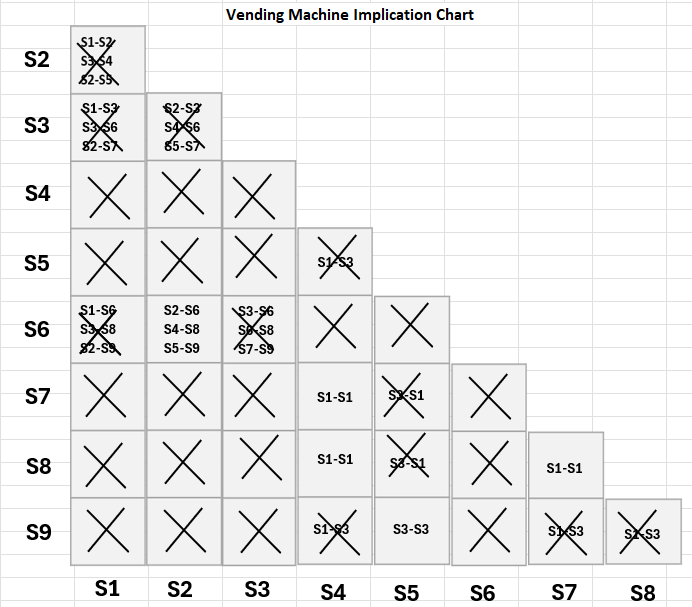 Vending Machine Implication Chart
S2
S1-S2
S3-S4
S2-S5
S3
S1-S3
S3-S6
S2-S7
S2-S3
S4-S6
S5-S7
S4
S5
S1-S3
S6
S1-S6
S3-S8
S2-S9
S2-S6
S4-S8
S5-S9
S3-S6
S6-S8
S7-S9
S7
S1-S1
S3-S1
S8
S1-S1
S3-S1
S1-S1
S9
S1-S3
S3-S3
S1-S3
S1-S3
S1 S2 S3 S4 S5 S6 S7 S8